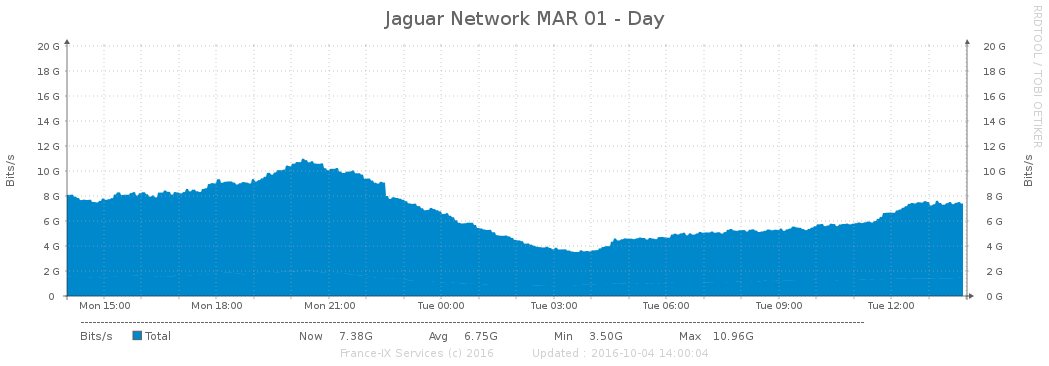 Jaguar Network MAR 01 - Day
RRDTOOL / TOBI OETIKER
Bits/s
20 G 20 G
18 G 18 G
16 G 16 G
14 G 14 G
12 G 12 G
10 G 10 G
8 G 8 G
6 G 6 G
4 G 4 G
2 G 2 G
0 0 G
Bits/s
Mon 15:00 Mon 18:00 Mon 21:00 Tue 00:00 Tue 03:00 Tue 06:00 Tue 09:00 Tue 12:00
Bits/s Total Now 7.38G Avg 6.75G Min 3.50G Max 10.96G
France-IX Services (c) 2016 Updated : 2016-10-04 14:00:04